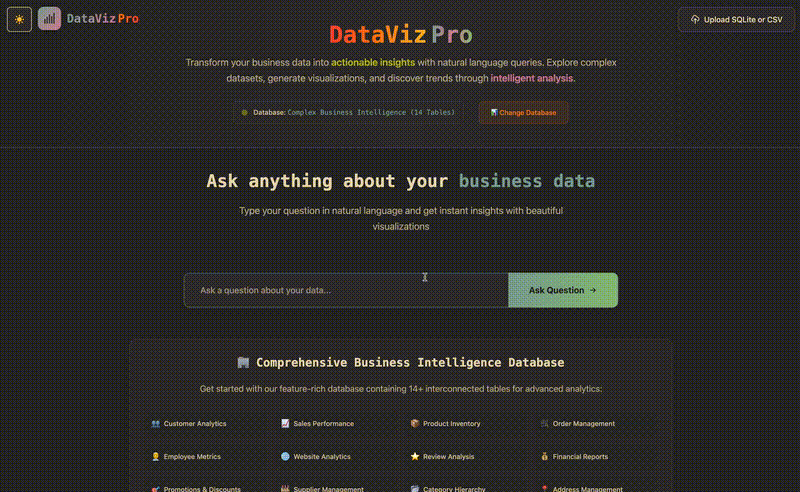 DataViz Pro
Upload SQLite or CSV
DataViz Pro
Transform your business data into actionable insights with natural language queries. Explore complex
datasets, generate visualizations, and discover trends through intelligent analysis.
Database: Complex Business Intelligence (14 Tables)
Change Database
Ask anything about your business data
Type your question in natural language and get instant insights with beautiful
visualizations
Ask a question about your data...
Ask Question →
Comprehensive Business Intelligence Database
Get started with our feature-rich database containing 14+ interconnected tables for advanced analytics:
Customer Analytics
Sales Performance
Product Inventory
Order Management
Employee Metrics
Website Analytics
Review Analysis
Financial Reports
Promotions & Discounts
Supplier Management
Category Hierarchy
Address Management